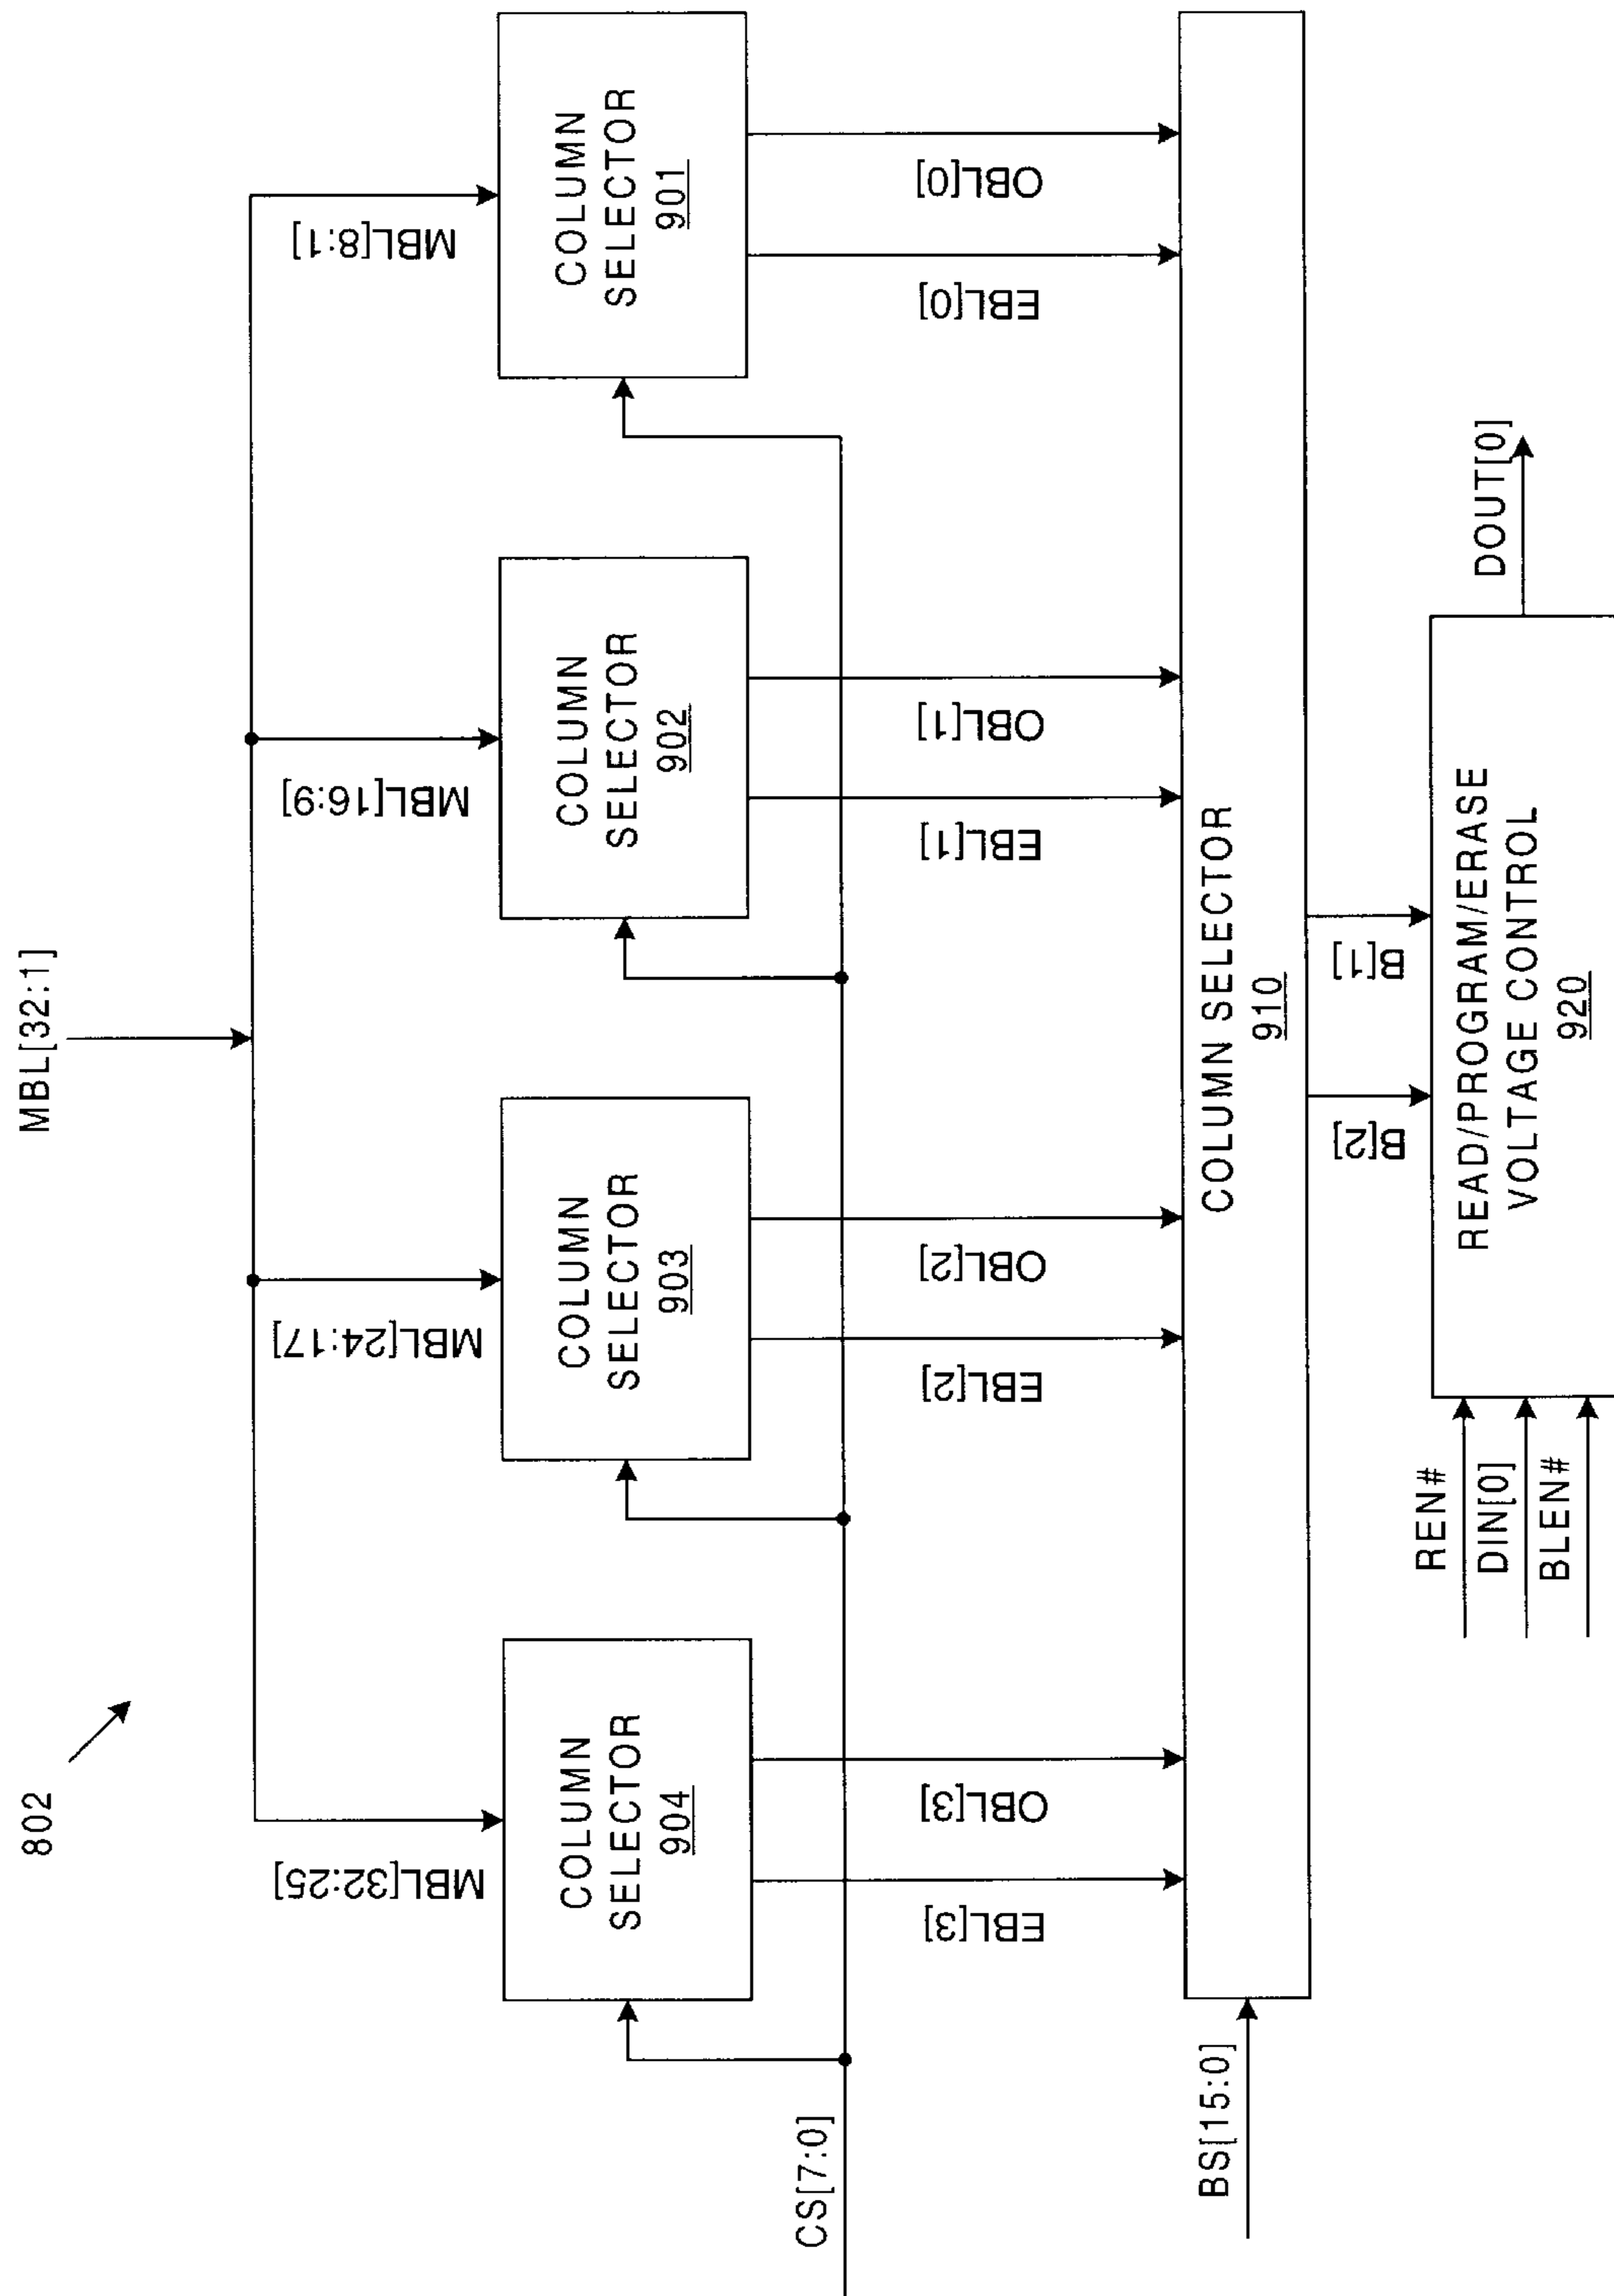 802
MBL[32:1]
MBL[32:25]
MBL[24:17]
MBL[16:9]
MBL[8:1]
COLUMN
SELECTOR
904
COLUMN
SELECTOR
903
COLUMN
SELECTOR
902
COLUMN
SELECTOR
901
CS[7:0]
EBL[3]
OBL[3]
EBL[2]
OBL[2]
EBL[1]
OBL[1]
EBL[0]
OBL[0]
BS[15:0]
COLUMN SELECTOR
910
B[2]
B[1]
REN#
DIN[0]
BLEN#
READ/PROGRAM/ERASE
VOLTAGE CONTROL
920
DOUT[0]